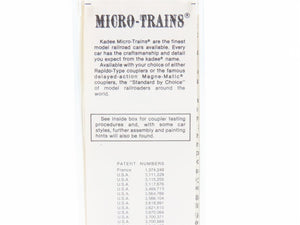 MICRO-TRAINS®
Kadee Micro-Trains® are the finest
model railroad cars available. Every
car has the craftsmanship and detail
you expect from the kadee® name.
Available with your choice of either
Rapido-Type couplers or the famous
delayed-action Magne-Matic®
couplers, the "Standard by Choice"
of model railroaders around the
world.
See inside box for coupler testing
procedures and, with some car
styles, further assembly and painting
hints will also be found.
PATENT NUMBERS
France
U.S.A.
U.S.A.
U.S.A.
U.S.A.
U.S.A.
U.S.A.
U.S.A.
U.S.A.
U.S.A.
U.S.A.
U.S.A.